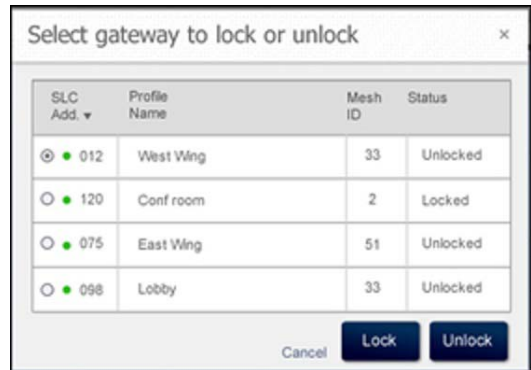 Select gateway to lock or unlock ×
SLC Add. ▼ Profile Name Mesh ID Status
012 West Wing 33 Unlocked
120 Conf room 2 Locked
075 East Wing 51 Unlocked
098 Lobby 33 Unlocked
Cancel Lock Unlock